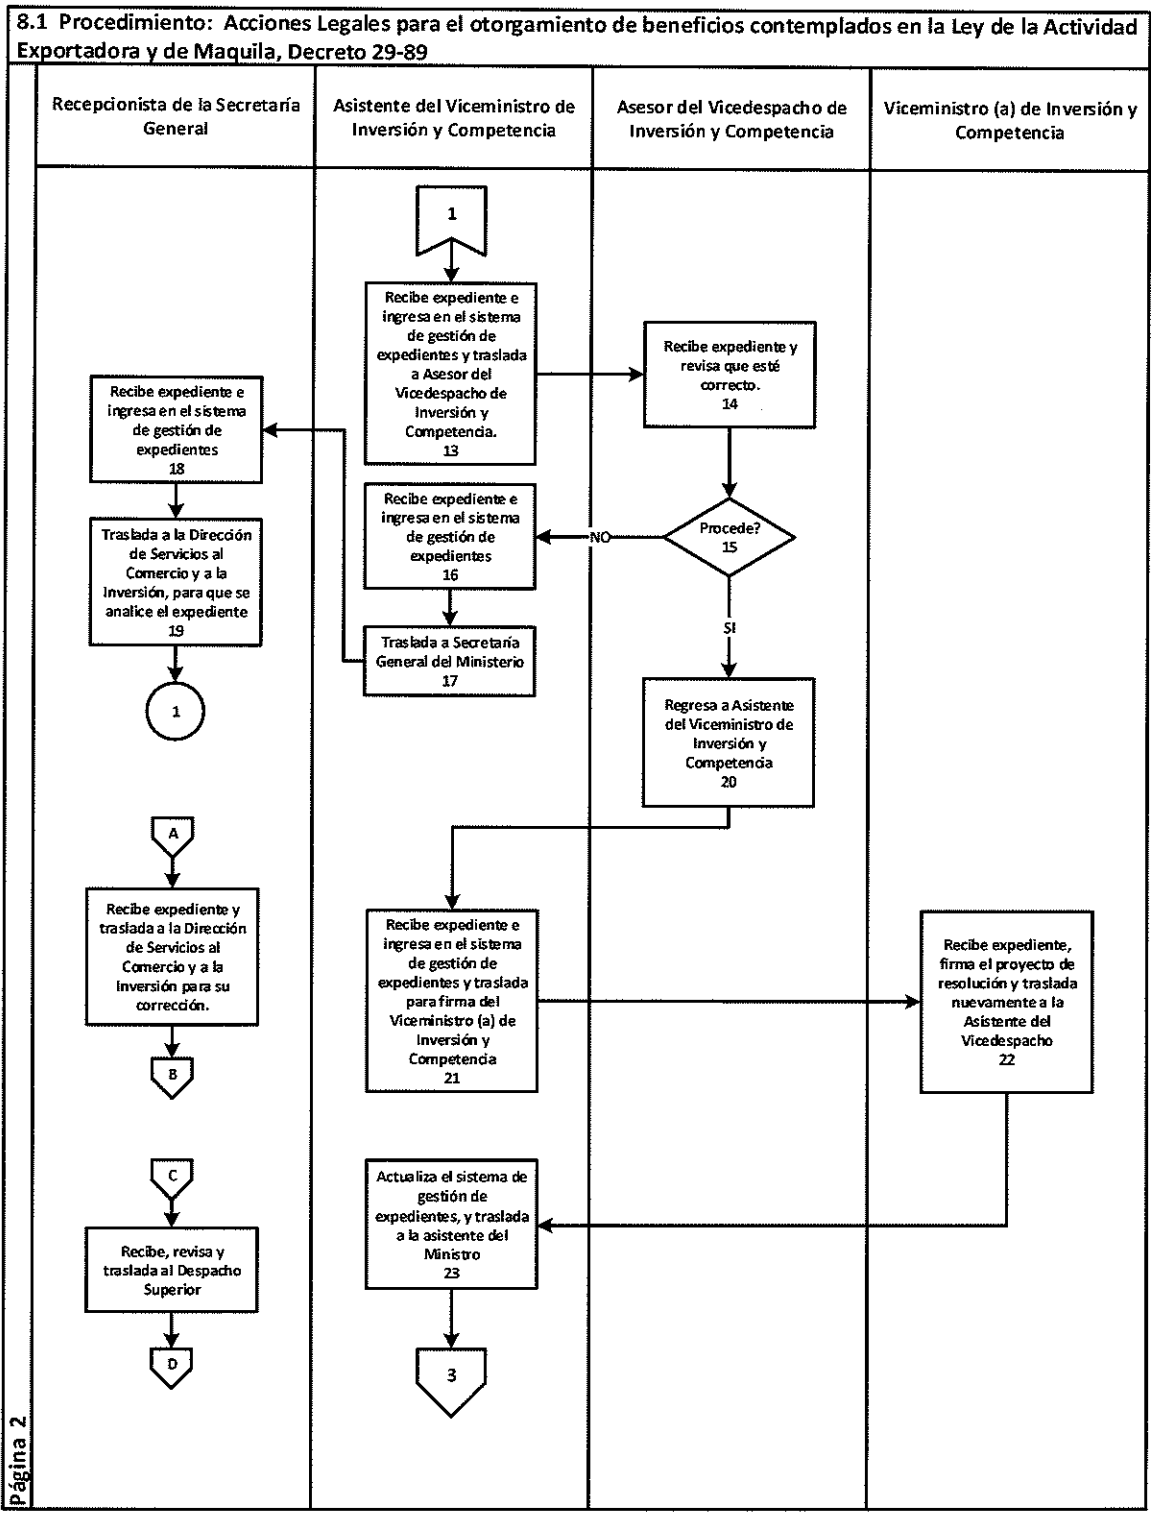 8.1 Procedimiento: Acciones Legales para el otorgamiento de beneficios contemplados en la Ley de la Actividad
Exportadora y de Maquila, Decreto 29-89
Recepcionista de la Secretaría
General
Asistente del Viceministro de
Inversión y Competencia
Asesor del Vicedespacho de
Inversión y Competencia
Viceministro (a) de Inversión y
Competencia
1
Recibe expediente e
ingresa en el sistema
de gestión de
expedientes y traslada
a Asesor del
Vicedespacho de
Inversión y
Competencia.
13
Recibe expediente y
revisa que esté
correcto.
14
Procede?
15
NO
SI
Recibe expediente e
ingresa en el sistema
de gestión de
expedientes
16
Traslada a Secretaría
General del Ministerio
17
Recibe expediente e
ingresa en el sistema
de gestión de
expedientes
18
Traslada a la Dirección
de Servicios al
Comercio y a la
Inversión, para que se
analice el expediente
19
1
Regresa a Asistente
del Viceministro de
Inversión y
Competencia
20
A
Recibe expediente y
traslada a la Dirección
de Servicios al
Comercio y a la
Inversión para su
corrección.
B
Recibe expediente e
ingresa en el sistema
de gestión de
expedientes y traslada
para firma del
Viceministro (a) de
Inversión y
Competencia
21
Recibe expediente,
firma el proyecto de
resolución y traslada
nuevamente a la
Asistente del
Vicedespacho
22
C
Recibe, revisa y
traslada al Despacho
Superior
D
Actualiza el sistema de
gestión de
expedientes, y traslada
a la asistente del
Ministro
23
3
Página 2